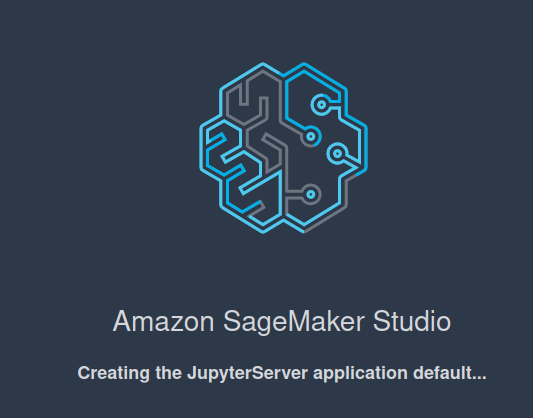 Amazon SageMaker Studio
Creating the JupyterServer application default...